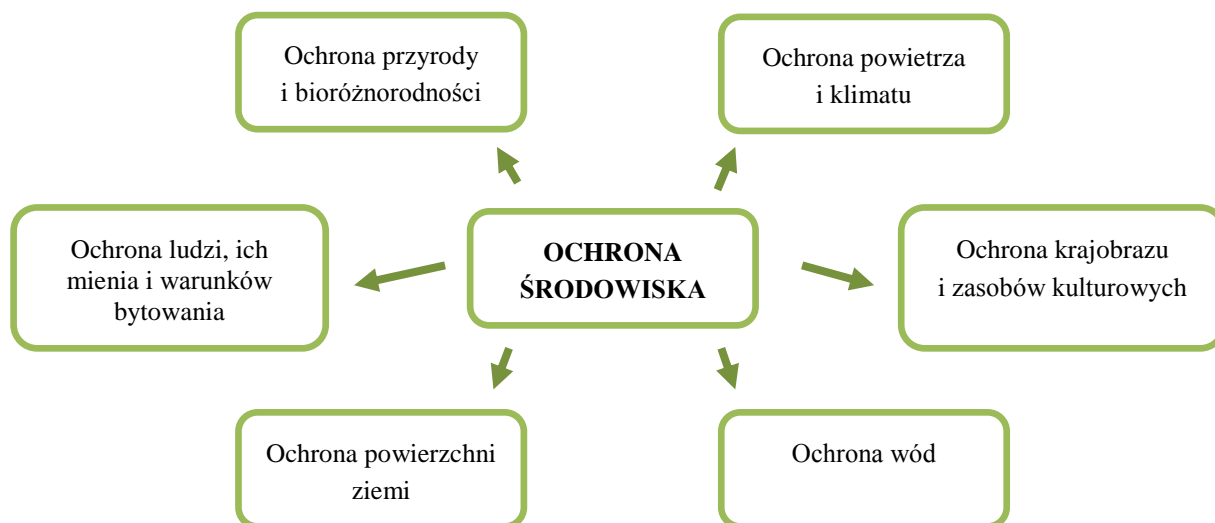 Ochrona przyrody
i bioróżnorodności
Ochrona powietrza
i klimatu
Ochrona ludzi, ich
mienia i warunków
bytowania
OCHRONA
ŚRODOWISKA
Ochrona krajobrazu
i zasobów kulturowych
Ochrona powierzchni
ziemi
Ochrona wód